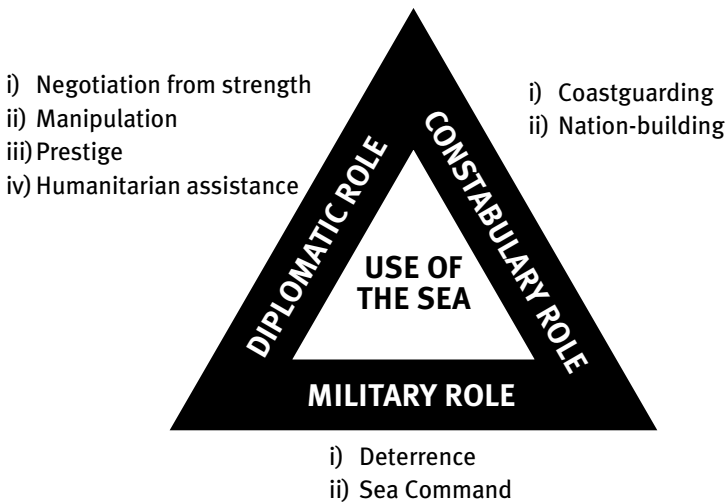 i) Negotiation from strength
ii) Manipulation
iii) Prestige
iv) Humanitarian assistance
i) Coastguarding
ii) Nation-building
DIPLOMATIC ROLE
CONSTABULARY ROLE
USE OF
THE SEA
MILITARY ROLE
i) Deterrence
ii) Sea Command